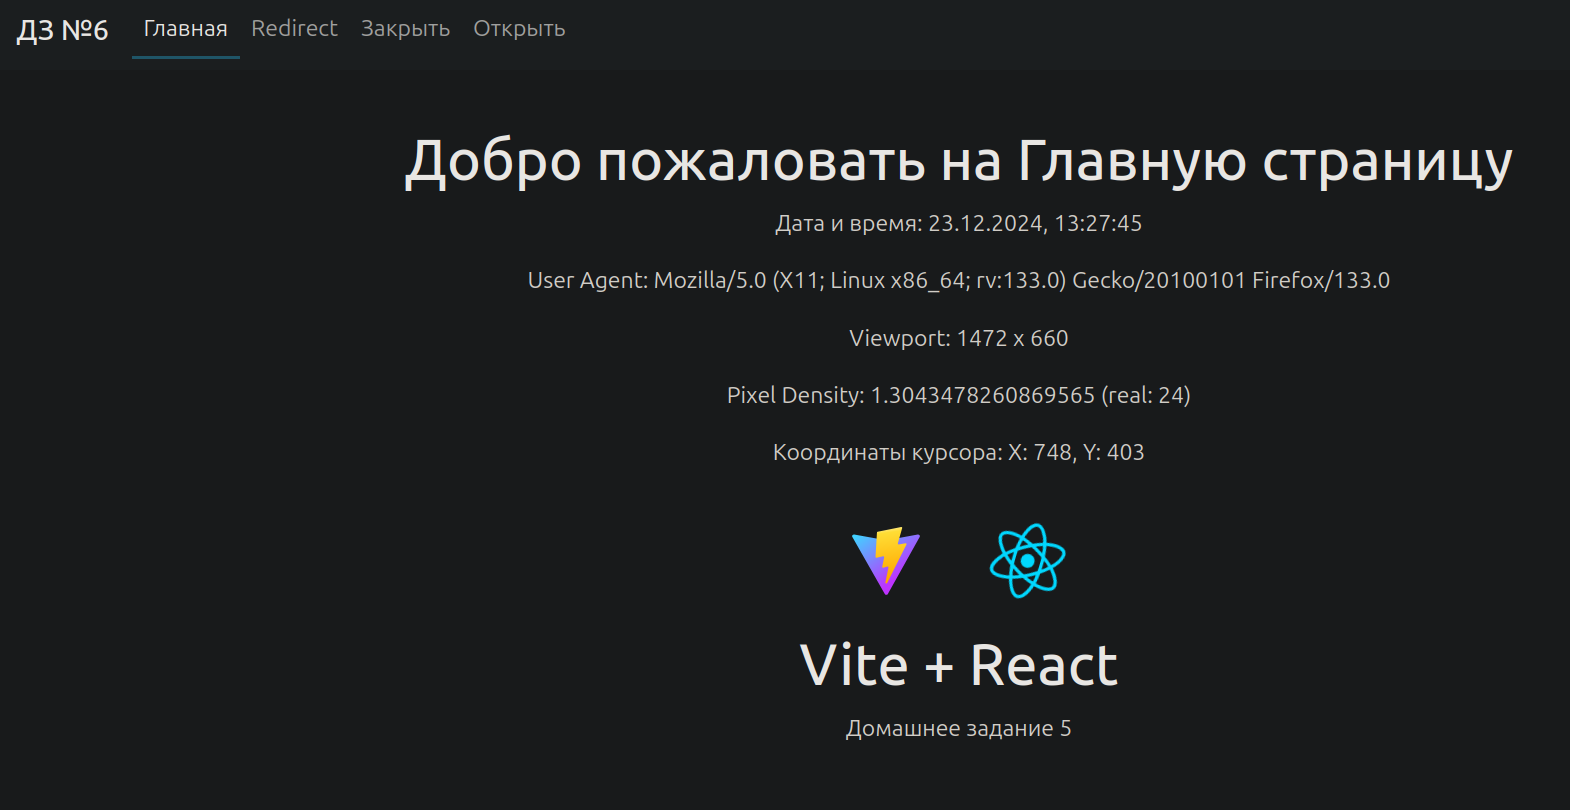 ДЗ №6 Главная Redirect Закрыть Открыть
Добро пожаловать на Главную страницу
Дата и время: 23.12.2024, 13:27:45
User Agent: Mozilla/5.0 (X11; Linux x86_64; rv:133.0) Gecko/20100101 Firefox/133.0
Viewport: 1472 x 660
Pixel Density: 1.3043478260869565 (real: 24)
Координаты курсора: X: 748, Y: 403
Vite + React
Домашнее задание 5